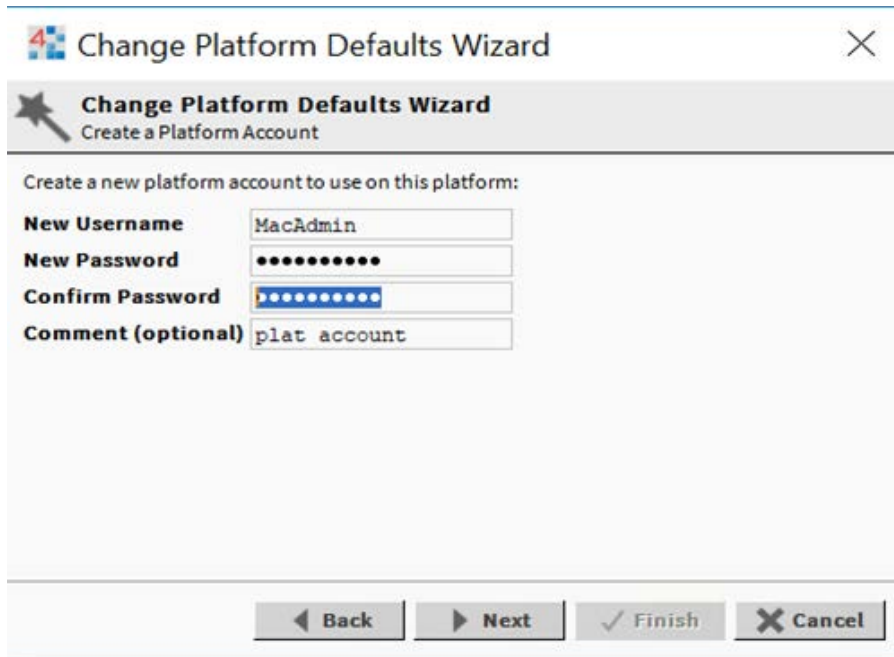 4 Change Platform Defaults Wizard
Change Platform Defaults Wizard
Create a Platform Account
Create a new platform account to use on this platform:
New Username MacAdmin
New Password ••••••••••
Confirm Password ••••••••••
Comment (optional) plat account
Back Next Finish Cancel